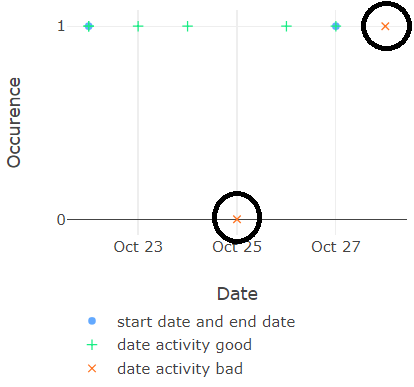 1
Occurence
0
Oct 23
Oct 25
Oct 27
Date
start date and end date
date activity good
date activity bad